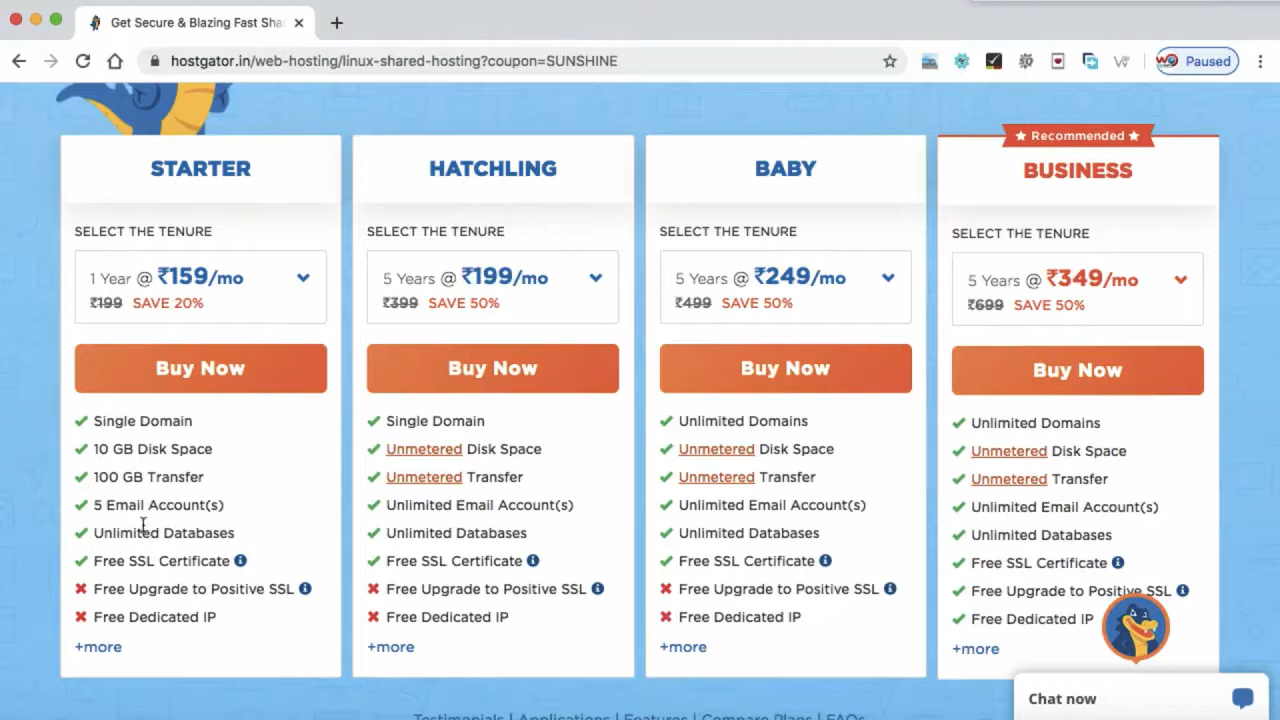 Get Secure & Blazing Fast Sha
hostgator.in/web-hosting/linux-shared-hosting?coupon=SUNSHINE
Paused
STARTER
SELECT THE TENURE
1 Year @ ₹159/mo
₹199 SAVE 20%
Buy Now
Single Domain
10 GB Disk Space
100 GB Transfer
5 Email Account(s)
Unlimited Databases
Free SSL Certificate
Free Upgrade to Positive SSL
Free Dedicated IP
+more
HATCHLING
SELECT THE TENURE
5 Years @ ₹199/mo
₹399 SAVE 50%
Buy Now
Single Domain
Unmetered Disk Space
Unmetered Transfer
Unlimited Email Account(s)
Unlimited Databases
Free SSL Certificate
Free Upgrade to Positive SSL
Free Dedicated IP
+more
BABY
SELECT THE TENURE
5 Years @ ₹249/mo
₹499 SAVE 50%
Buy Now
Unlimited Domains
Unmetered Disk Space
Unmetered Transfer
Unlimited Email Account(s)
Unlimited Databases
Free SSL Certificate
Free Upgrade to Positive SSL
Free Dedicated IP
+more
Recommended
BUSINESS
SELECT THE TENURE
5 Years @ ₹349/mo
₹699 SAVE 50%
Buy Now
Unlimited Domains
Unmetered Disk Space
Unmetered Transfer
Unlimited Email Account(s)
Unlimited Databases
Free SSL Certificate
Free Upgrade to Positive SSL
Free Dedicated IP
+more
Testimonials | Applications | Features | Compare Plans | FAQs
Chat now